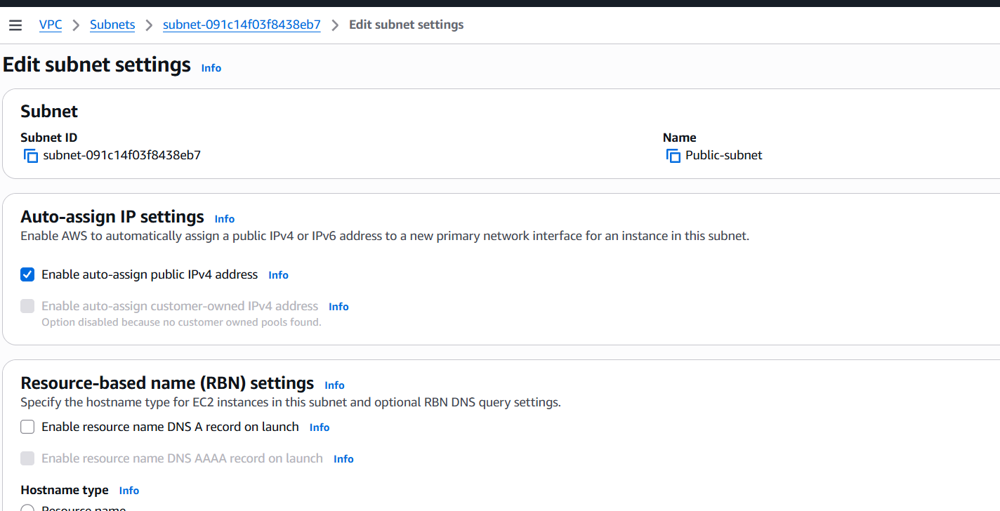 VPC > Subnets > subnet-091c14f03f8438eb7 > Edit subnet settings
Edit subnet settings Info
Subnet
Subnet ID
subnet-091c14f03f8438eb7
Name
Public-subnet
Auto-assign IP settings Info
Enable AWS to automatically assign a public IPv4 or IPv6 address to a new primary network interface for an instance in this subnet.
Enable auto-assign public IPv4 address Info
Enable auto-assign customer-owned IPv4 address Info
Option disabled because no customer owned pools found.
Resource-based name (RBN) settings Info
Specify the hostname type for EC2 instances in this subnet and optional RBN DNS query settings.
Enable resource name DNS A record on launch Info
Enable resource name DNS AAAA record on launch Info
Hostname type Info
Resource name